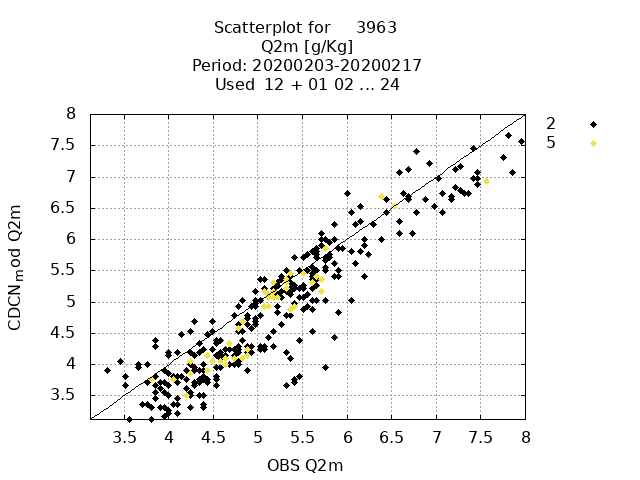 Scatterplot for 3963
Q2m [g/Kg]
Period: 20200203-20200217
Used 12 + 01 02 ... 24
2
5
8
7.5
7
6.5
6
5.5
5
4.5
4
3.5
CDCNmod Q2m
3.5 4 4.5 5 5.5 6 6.5 7 7.5 8
OBS Q2m